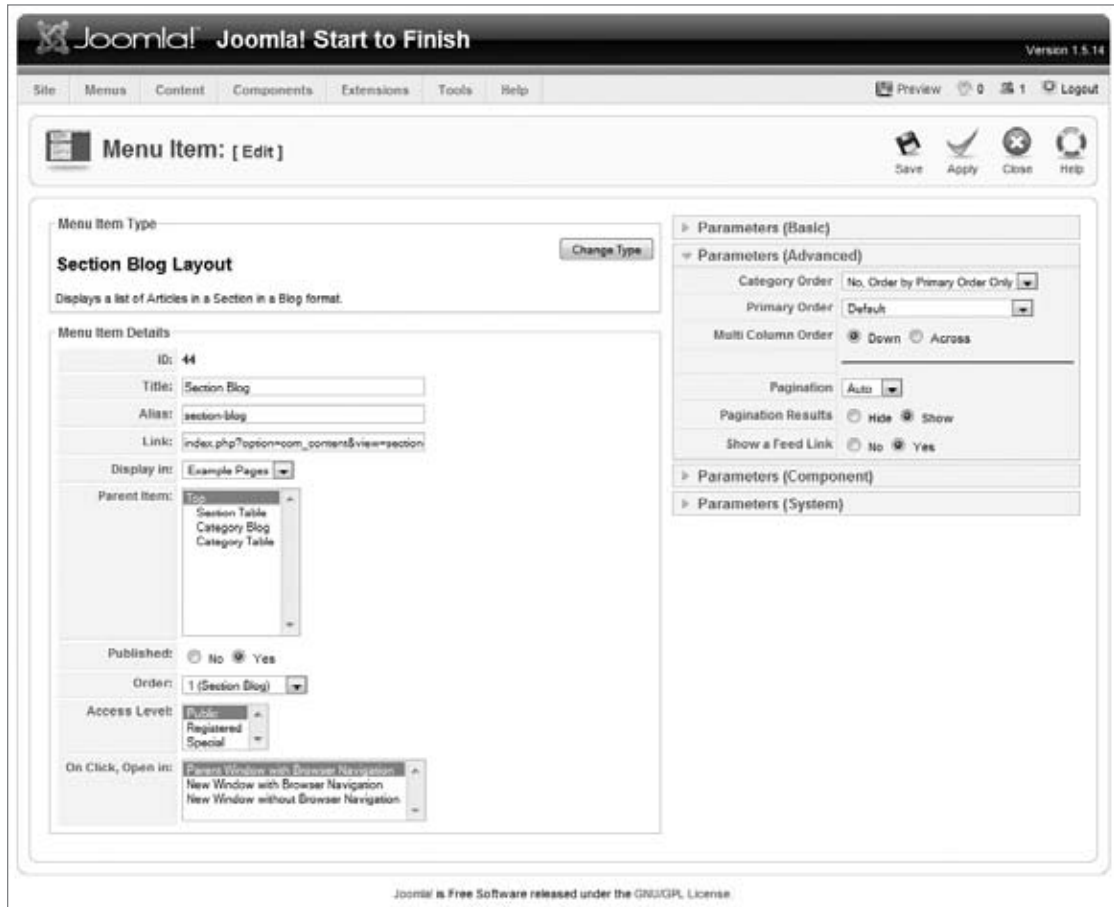 Joomla! Joomla! Start to Finish
Version 1.5.14
Site Menus Content Components Extensions Tools Help
Preview 0 1 Logout
Menu Item: [ Edit ]
Save Apply Close Help
Menu Item Type
Change Type
Section Blog Layout
Displays a list of Articles in a Section in a Blog format.
Menu Item Details
ID: 44
Title: Section Blog
Alias: section-blog
Link: index.php?option=com_content&view=section
Display in: Example Pages
Parent Item: Top
Section Table
Category Blog
Category Table
Published: No Yes
Order: 1 (Section Blog)
Access Level: Public
Registered
Special
On Click, Open in: Parent Window with Browser Navigation
New Window with Browser Navigation
New Window without Browser Navigation
Parameters (Basic)
Parameters (Advanced)
Category Order No, Order by Primary Order Only
Primary Order Default
Multi Column Order Down Across
Pagination Auto
Pagination Results Hide Show
Show a Feed Link No Yes
Parameters (Component)
Parameters (System)
Joomla! is Free Software released under the GNU/GPL License.